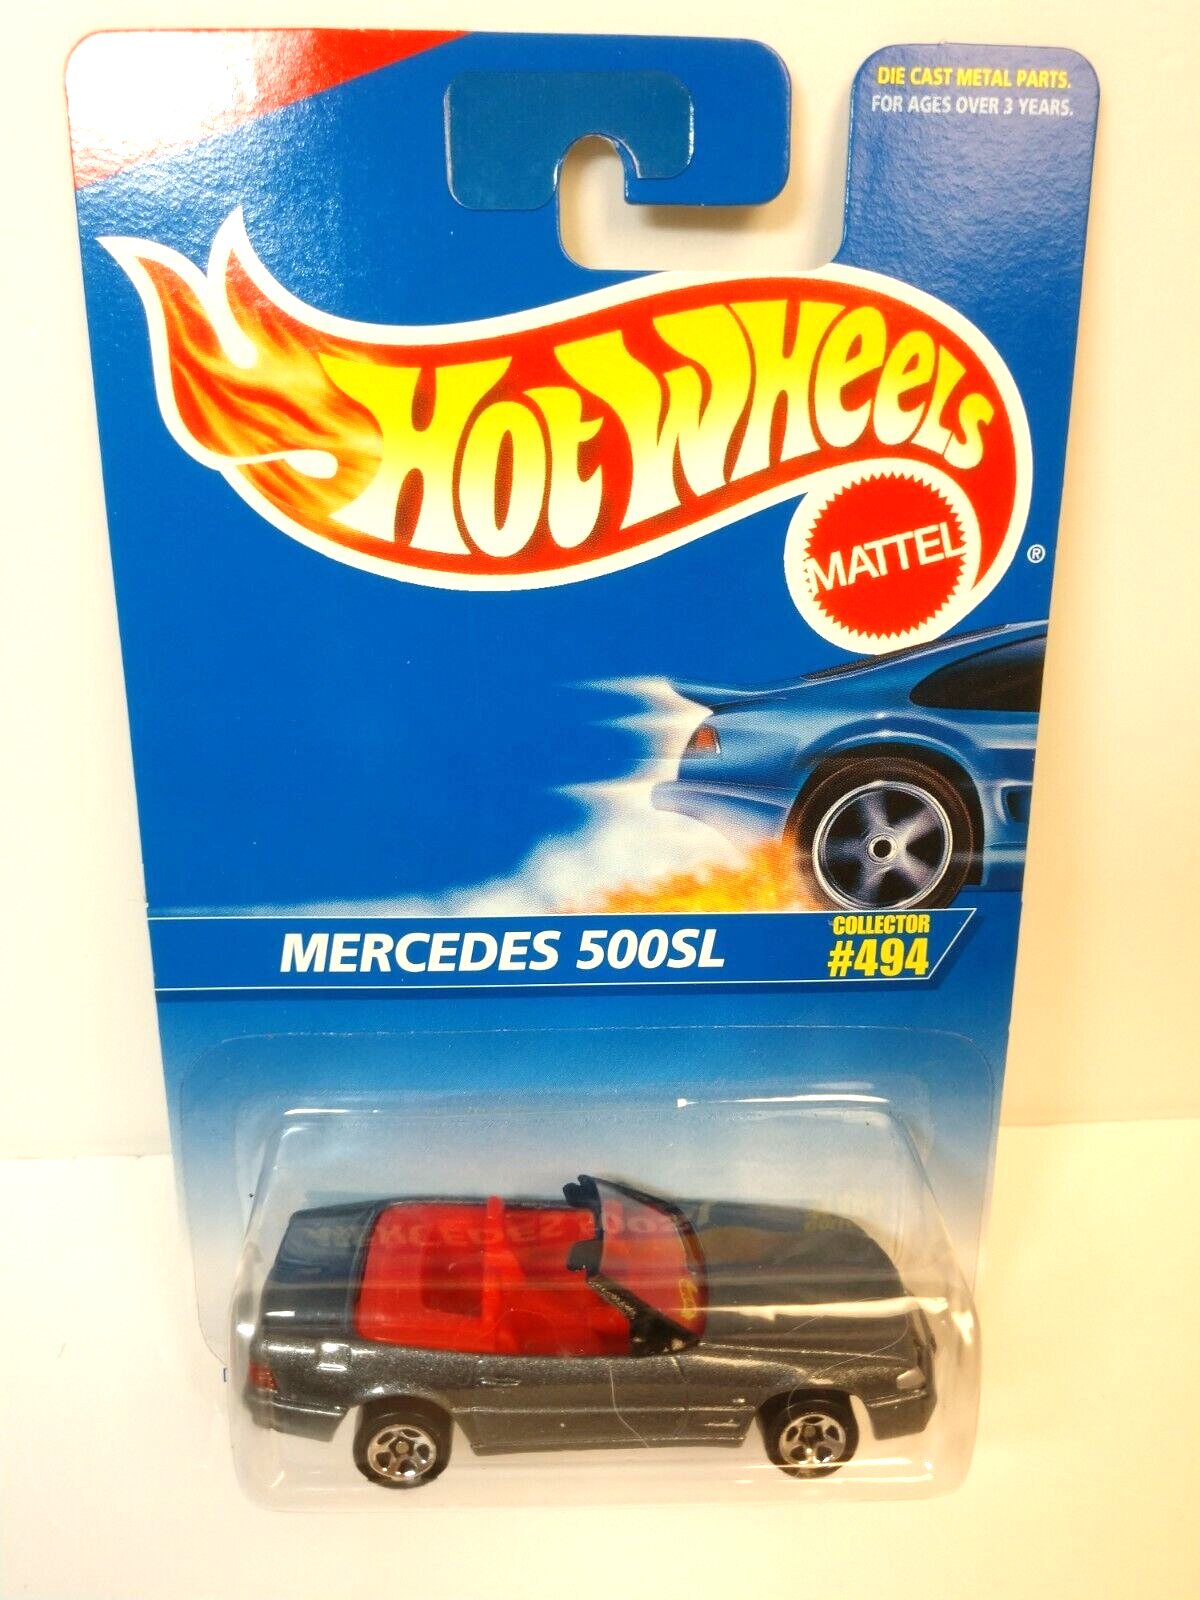 DIE CAST METAL PARTS.
FOR AGES OVER 3 YEARS.
HOT WHEELS
MATTEL
®
MERCEDES 500SL
COLLECTOR
#494